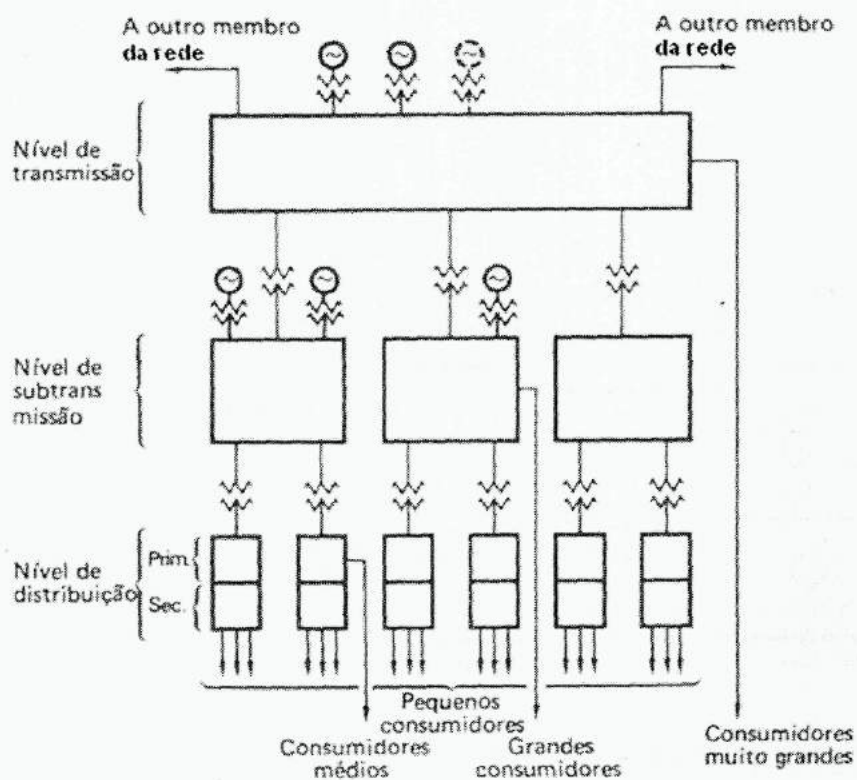 A outro membro
da rede
A outro membro
da rede
Nível de
transmissão
Nível de
subtrans
missão
Nível de
distribuição
Prim.
Sec.
Pequenos
consumidores
Consumidores
médios
Grandes
consumidores
Consumidores
muito grandes